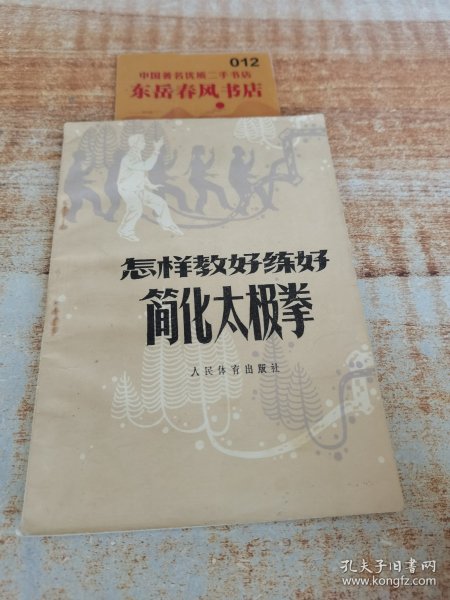 012
中国著名优质二手书店
东岳春风书店
怎样教好练好
简化太极拳
人民体育出版社
孔夫子旧书网
www.kongfz.com